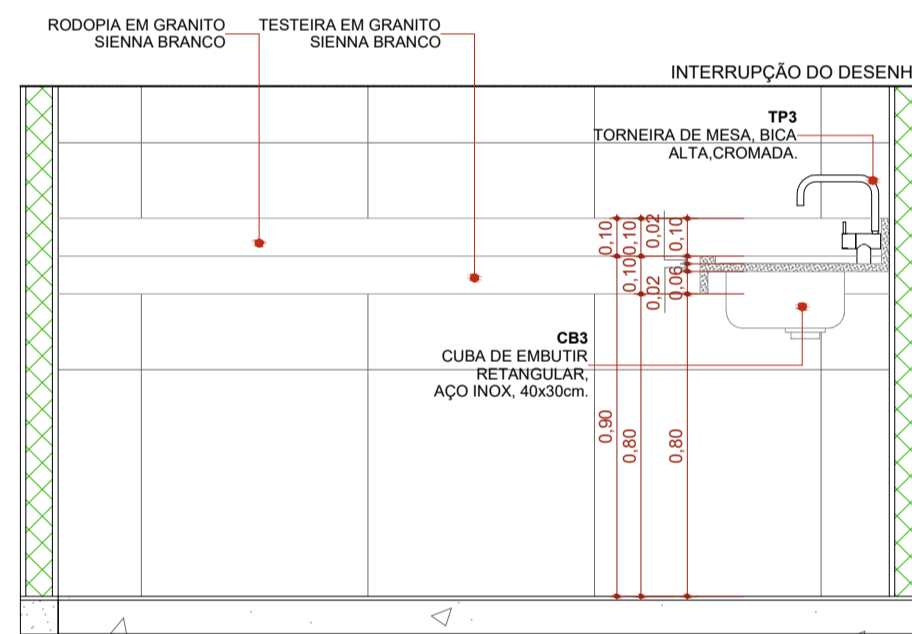 RODOPIA EM GRANITO
SIENNA BRANCO
TESTEIRA EM GRANITO
SIENNA BRANCO
INTERRUPÇÃO DO DESENH
TP3
TORNEIRA DE MESA, BICA
ALTA,CROMADA.
0,10
0,10
0,02
0,10
0,10
0,02
0,06
CB3
CUBA DE EMBUTIR
RETANGULAR,
AÇO INOX, 40x30cm.
0,90
0,80
0,80